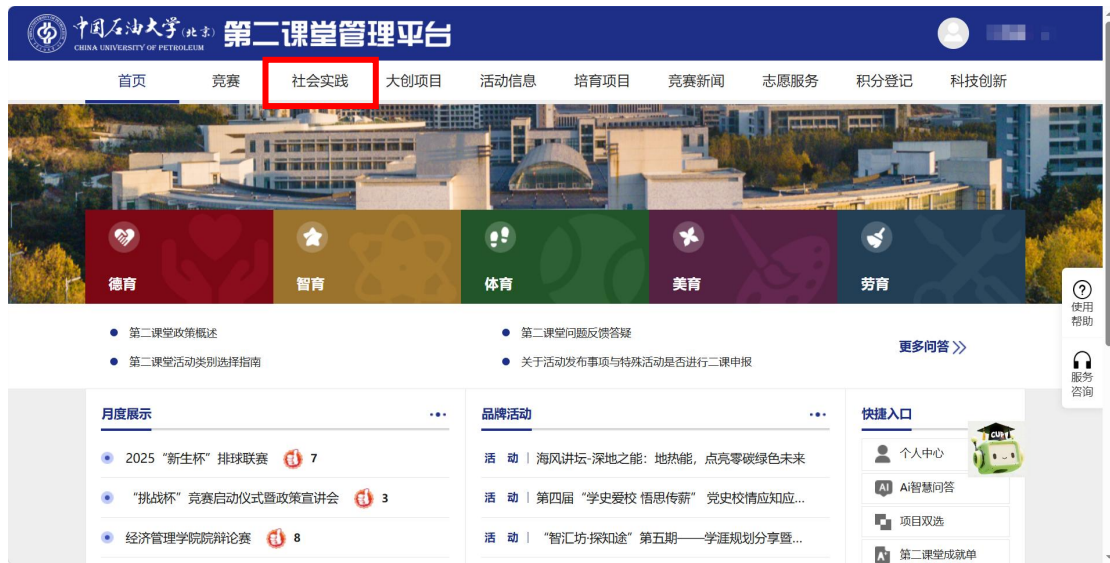 中国石油大学(北京) 第二课堂管理平台
CHINA UNIVERSITY OF PETROLEUM
首页 竞赛 社会实践 大创项目 活动信息 培育项目 竞赛新闻 志愿服务 积分登记 科技创新
德育 智育 体育 美育 劳育
使用
帮助
服务
咨询
第二课堂政策概述 第二课堂问题反馈答疑
更多问答
第二课堂活动类别选择指南 关于活动发布事项与特殊活动是否进行二课申报
月度展示 品牌活动 快捷入口
CUP
2025“新生杯”排球联赛 7 活 动 | 海风讲坛-深地之能：地热能，点亮零碳绿色未来 个人中心
AI Ai智慧问答
“挑战杯”竞赛启动仪式暨政策宣讲会 3 活 动 | 第四届“学史爱校 悟思传薪” 党史校情应知应...
项目双选
经济管理学院院辩论赛 8 活 动 | “智汇坊·探知途”第五期——学涯规划分享暨...
第二课堂成就单